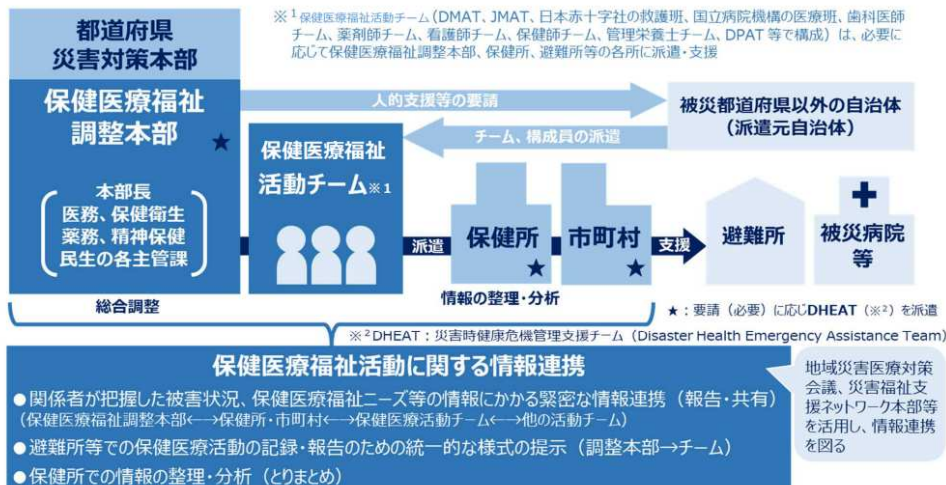 ※1 保健医療福祉活動チーム(DMAT、JMAT、日本赤十字社の救護班、国立病院機構の医療班、歯科医師
チーム、薬剤師チーム、看護師チーム、保健師チーム、管理栄養士チーム、DPAT 等で構成)は、必要に
応じて保健医療福祉調整本部、保健所、避難所等の各所に派遣・支援
都道府県
災害対策本部
保健医療福祉
調整本部
★
本部長
医務、保健衛生
薬務、精神保健
民生の各主管課
人的支援等の要請
チーム、構成員の派遣
被災都道府県以外の自治体
(派遣元自治体)
保健医療福祉
活動チーム※1
派遣
保健所
★
市町村
★
支援
避難所
被災病院
等
総合調整
情報の整理・分析
★:要請(必要)に応じDHEAT(※2)を派遣
※2 DHEAT:災害時健康危機管理支援チーム(Disaster Health Emergency Assistance Team)
保健医療福祉活動に関する情報連携
●関係者が把握した被害状況、保健医療福祉ニーズ等の情報にかかる緊密な情報連携(報告・共有)
(保健医療福祉調整本部←→保健所・市町村←→保健医療活動チーム←→他の活動チーム)
●避難所等での保健医療活動の記録・報告のための統一的な様式の提示(調整本部→チーム)
●保健所での情報の整理・分析(とりまとめ)
地域災害医療対策
会議、災害福祉支
援ネットワーク本部等
を活用し、情報連携
を図る